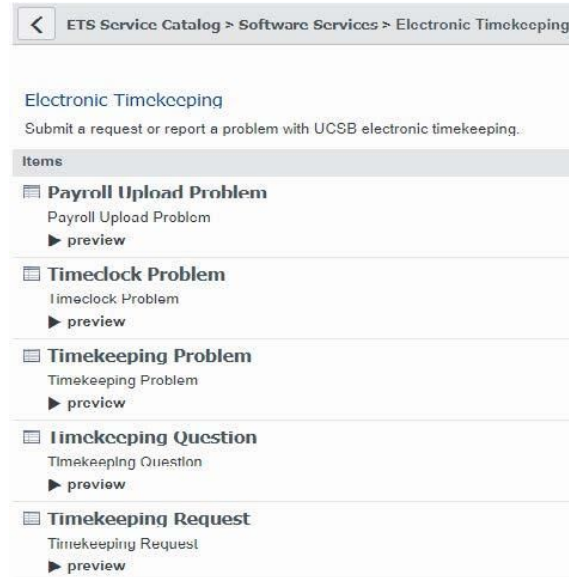 ETS Service Catalog > Software Services > Electronic Timekeeping
Electronic Timekeeping
Submit a request or report a problem with UCSB electronic timekeeping.
Items
Payroll Upload Problem
Payroll Upload Problem
▶ preview
Timeclock Problem
Timeclock Problem
▶ preview
Timekeeping Problem
Timekeeping Problem
▶ preview
Timekeeping Question
Timekeeping Question
▶ preview
Timekeeping Request
Timekeeping Request
▶ preview